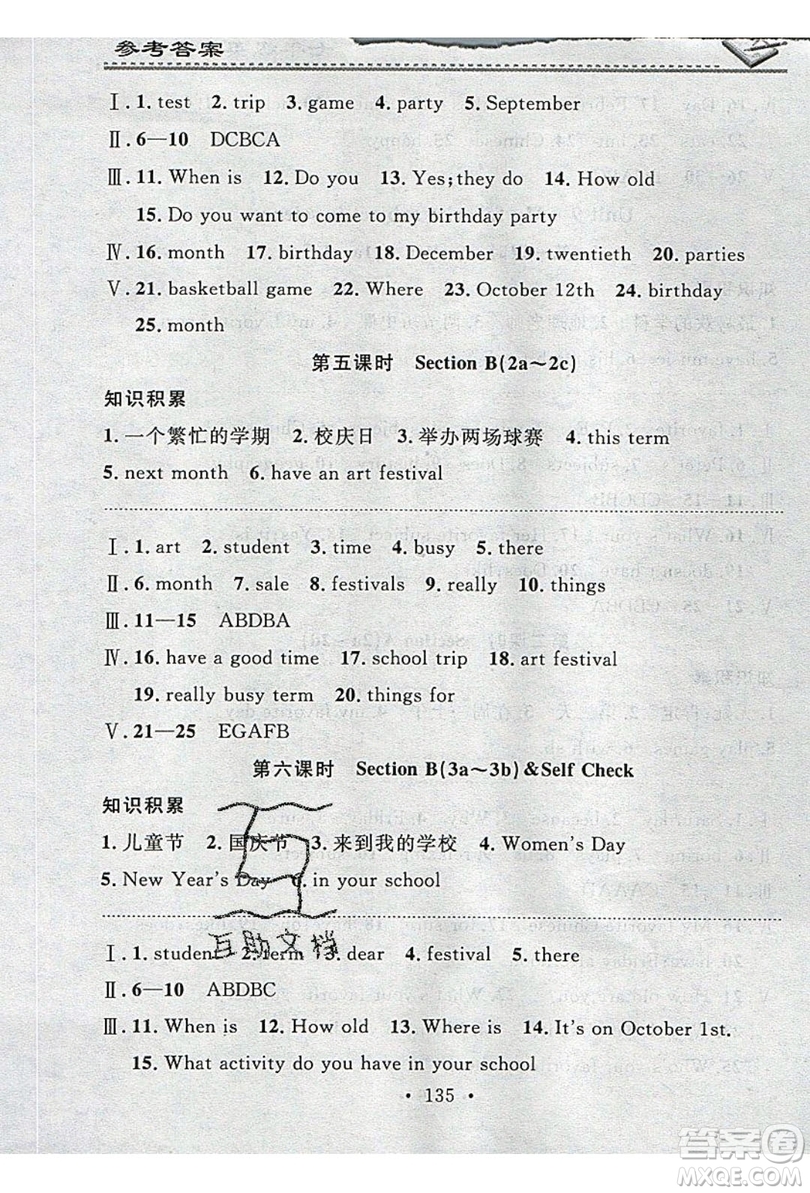 参考答案
Ⅰ. 1. test 2. trip 3. game 4. party 5. September
Ⅱ. 6—10 DCBCA
Ⅲ. 11. When is 12. Do you 13. Yes; they do 14. How old
15. Do you want to come to my birthday party
Ⅳ. 16. month 17. birthday 18. December 19. twentieth 20. parties
Ⅴ. 21. basketball game 22. Where 23. October 12th 24. birthday
25. month
第五课时 Section B(2a～2c)
知识积累
1. 一个繁忙的学期 2. 校庆日 3. 举办两场球赛 4. this term
5. next month 6. have an art festival
Ⅰ. 1. art 2. student 3. time 4. busy 5. there
Ⅱ. 6. month 7. sale 8. festivals 9. really 10. things
Ⅲ. 11—15 ABDBA
Ⅳ. 16. have a good time 17. school trip 18. art festival
19. really busy term 20. things for
Ⅴ. 21—25 EGAFB
第六课时 Section B(3a～3b)&Self Check
知识积累
1. 儿童节 2. 国庆节 3. 来到我的学校 4. Women's Day
5. New Year's Day 6. in your school
Ⅰ. 1. student 2. term 3. dear 4. festival 5. there
Ⅱ. 6—10 ABDBC
Ⅲ. 11. When is 12. How old 13. Where is 14. It's on October 1st.
15. What activity do you have in your school
互助文档
• 135 •
答案圈
MXQE.COM